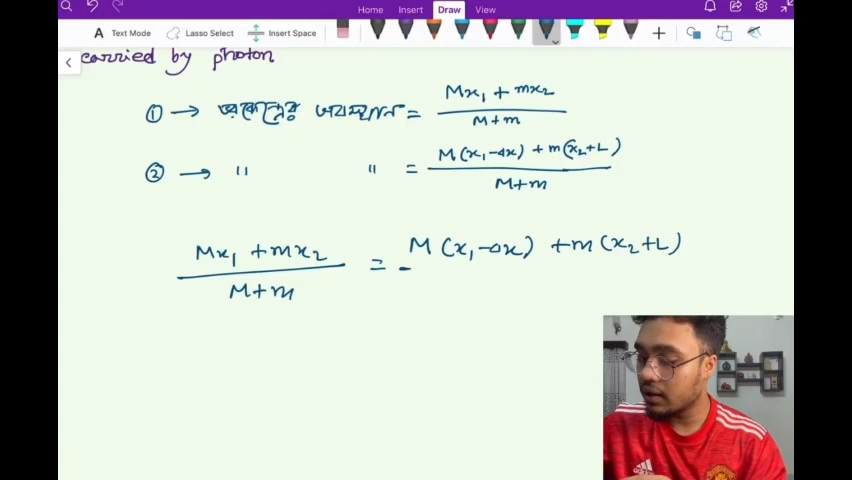 Home Insert Draw View
Text Mode Lasso Select Insert Space
carried by photon
① → ভরকেন্দ্রের অবস্থান = Mx₁ + mx₂ / M+m
② → " " = M(x₁-Δx) + m(x₂+L) / M+m
Mx₁ + mx₂ / M+m = M(x₁-Δx) + m(x₂+L)
adidas